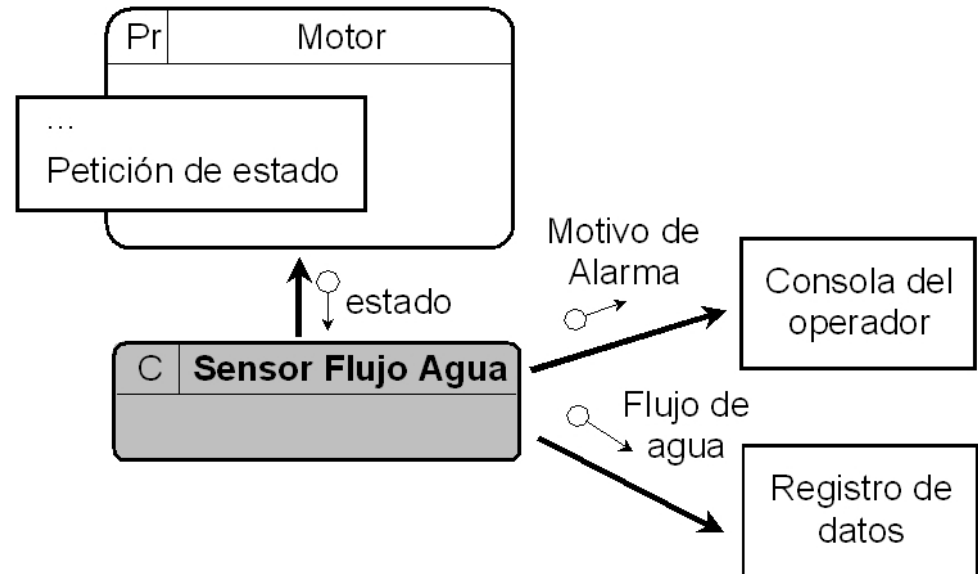 Pr Motor
...
Petición de estado
estado
C Sensor Flujo Agua
Motivo de
Alarma
Consola del
operador
Flujo de
agua
Registro de
datos